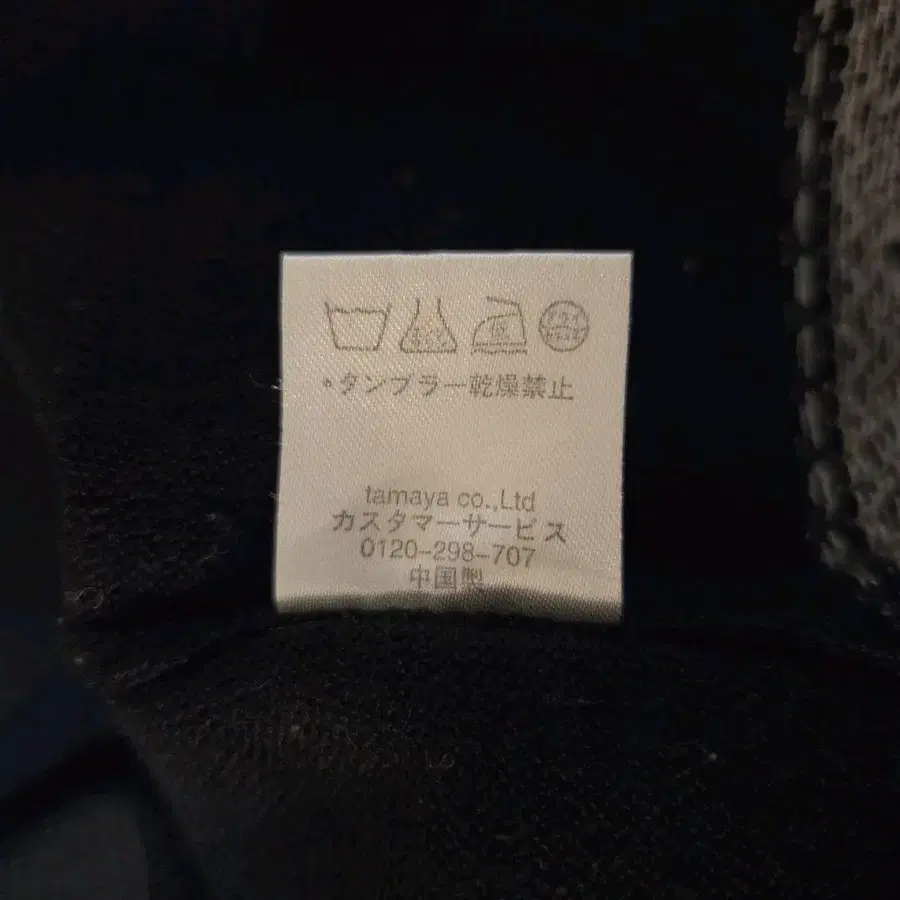 ・タンブラー乾燥禁止
tamaya co.,Ltd
カスタマーサービス
0120-298-707
中国製